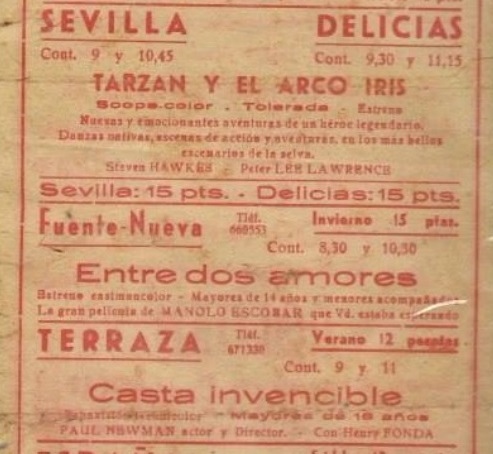 SEVILLA DELICIAS
Cont. 9 y 10,45 Cont. 9,30 y 11,15
TARZAN Y EL ARCO IRIS
Scope-color - Tolerada - Estreno
Nuevas y emocionantes aventuras de un héroe legendario.
Danzas nativas, escenas de acción y aventuras, en los más bellos
escenarios de la selva.
Steven HAWKES - Peter LEE LAWRENCE
Sevilla: 15 pts. - Delicias: 15 pts.
Fuente-Nueva Tléf. 660553 Invierno 15 ptas.
Cont. 8,30 y 10,30
Entre dos amores
Estreno eastmancolor - Mayores de 14 años y menores acompañados
La gran película de MANOLO ESCOBAR que Vd. estaba esperando
TERRAZA Tléf. 671330 Verano 12 pesetas
Cont. 9 y 11
Casta invencible
Mayores de 18 años
PAUL NEWMAN actor y Director. - Con Henry FONDA